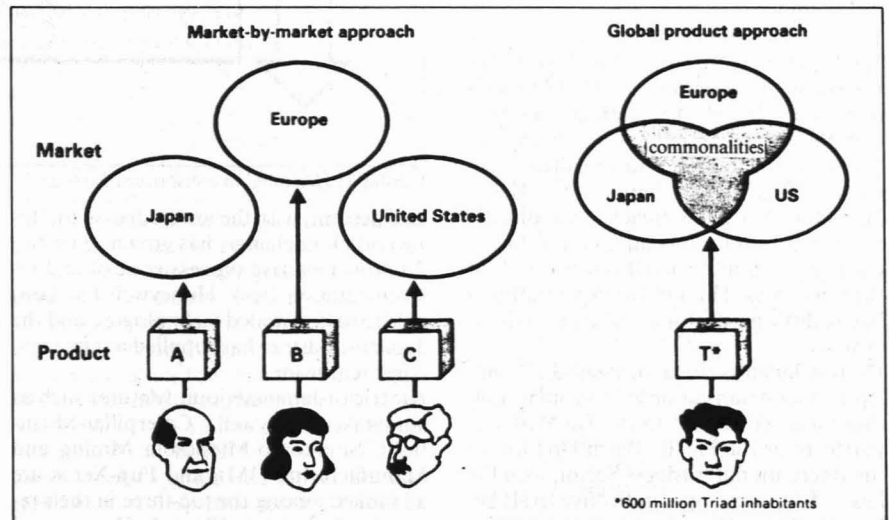 Market-by-market approach
Global product approach
Europe
Europe
Market
commonalities
Japan
United States
Japan
US
Product
A
B
C
T*
*600 million Triad inhabitants